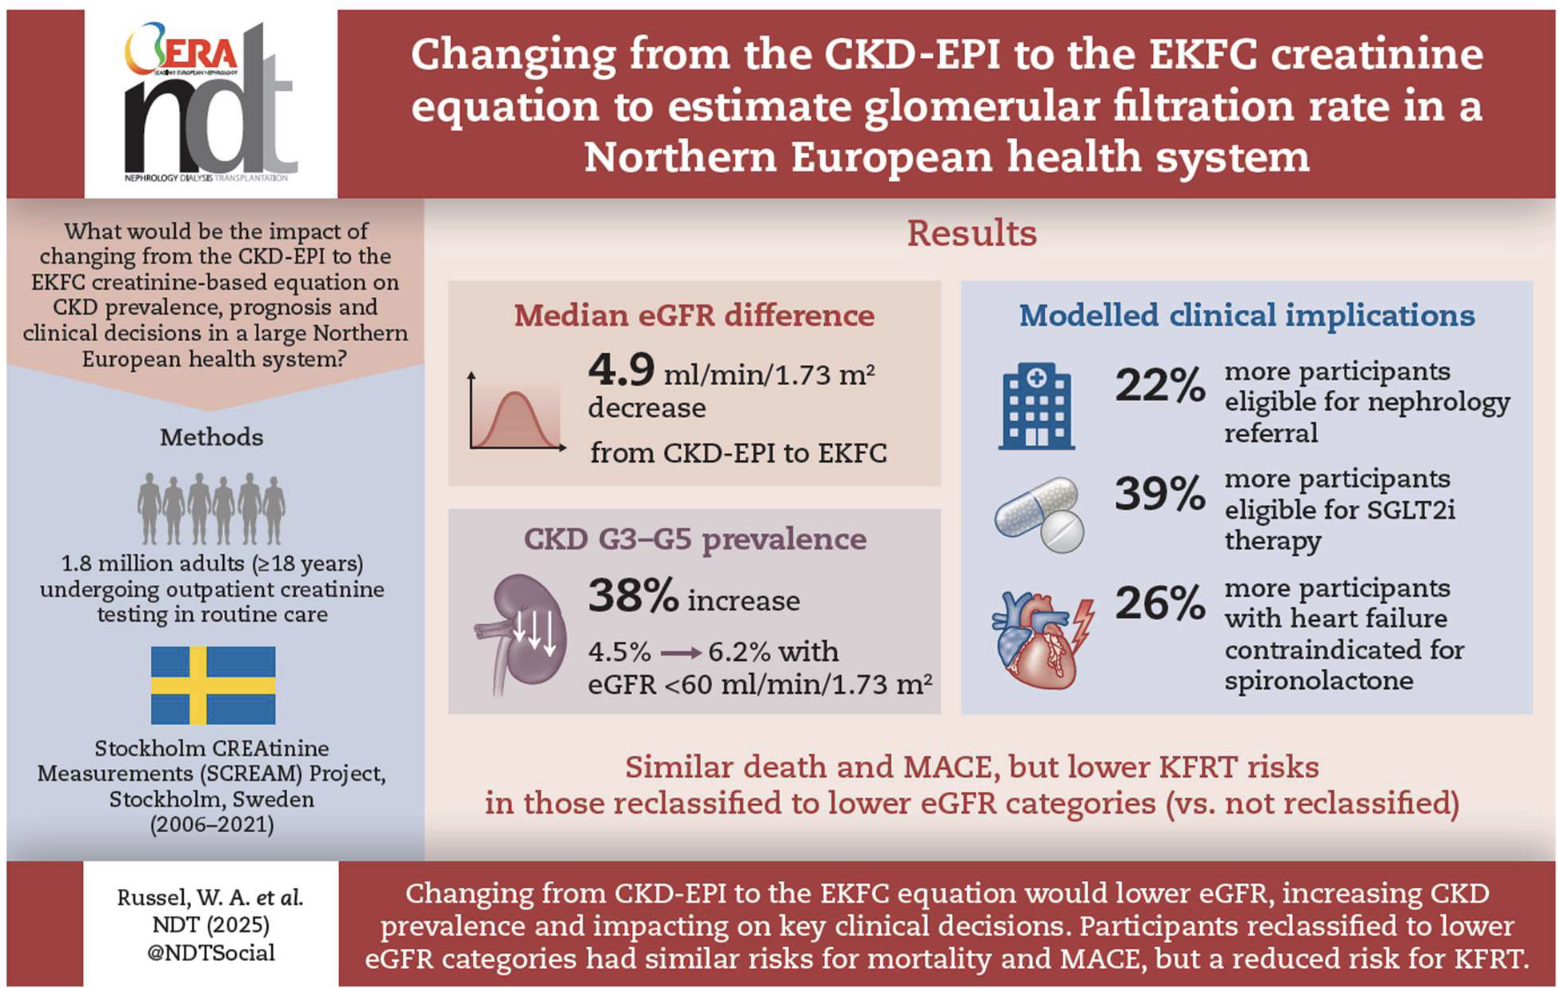 ERA
LEADING EUROPEAN NEPHROLOGY
ndt
NEPHROLOGY DIALYSIS TRANSPLANTATION
Changing from the CKD-EPI to the EKFC creatinine
equation to estimate glomerular filtration rate in a
Northern European health system
What would be the impact of
changing from the CKD-EPI to the
EKFC creatinine-based equation on
CKD prevalence, prognosis and
clinical decisions in a large Northern
European health system?
Methods
1.8 million adults (≥18 years)
undergoing outpatient creatinine
testing in routine care
Stockholm CREAtinine
Measurements (SCREAM) Project,
Stockholm, Sweden
(2006–2021)
Results
Median eGFR difference
4.9 ml/min/1.73 m²
decrease
from CKD-EPI to EKFC
CKD G3–G5 prevalence
38% increase
4.5% → 6.2% with
eGFR <60 ml/min/1.73 m²
Modelled clinical implications
22% more participants
eligible for nephrology
referral
39% more participants
eligible for SGLT2i
therapy
26% more participants
with heart failure
contraindicated for
spironolactone
Similar death and MACE, but lower KFRT risks
in those reclassified to lower eGFR categories (vs. not reclassified)
Russel, W. A. et al.
NDT (2025)
@NDTSocial
Changing from CKD-EPI to the EKFC equation would lower eGFR, increasing CKD
prevalence and impacting on key clinical decisions. Participants reclassified to lower
eGFR categories had similar risks for mortality and MACE, but a reduced risk for KFRT.